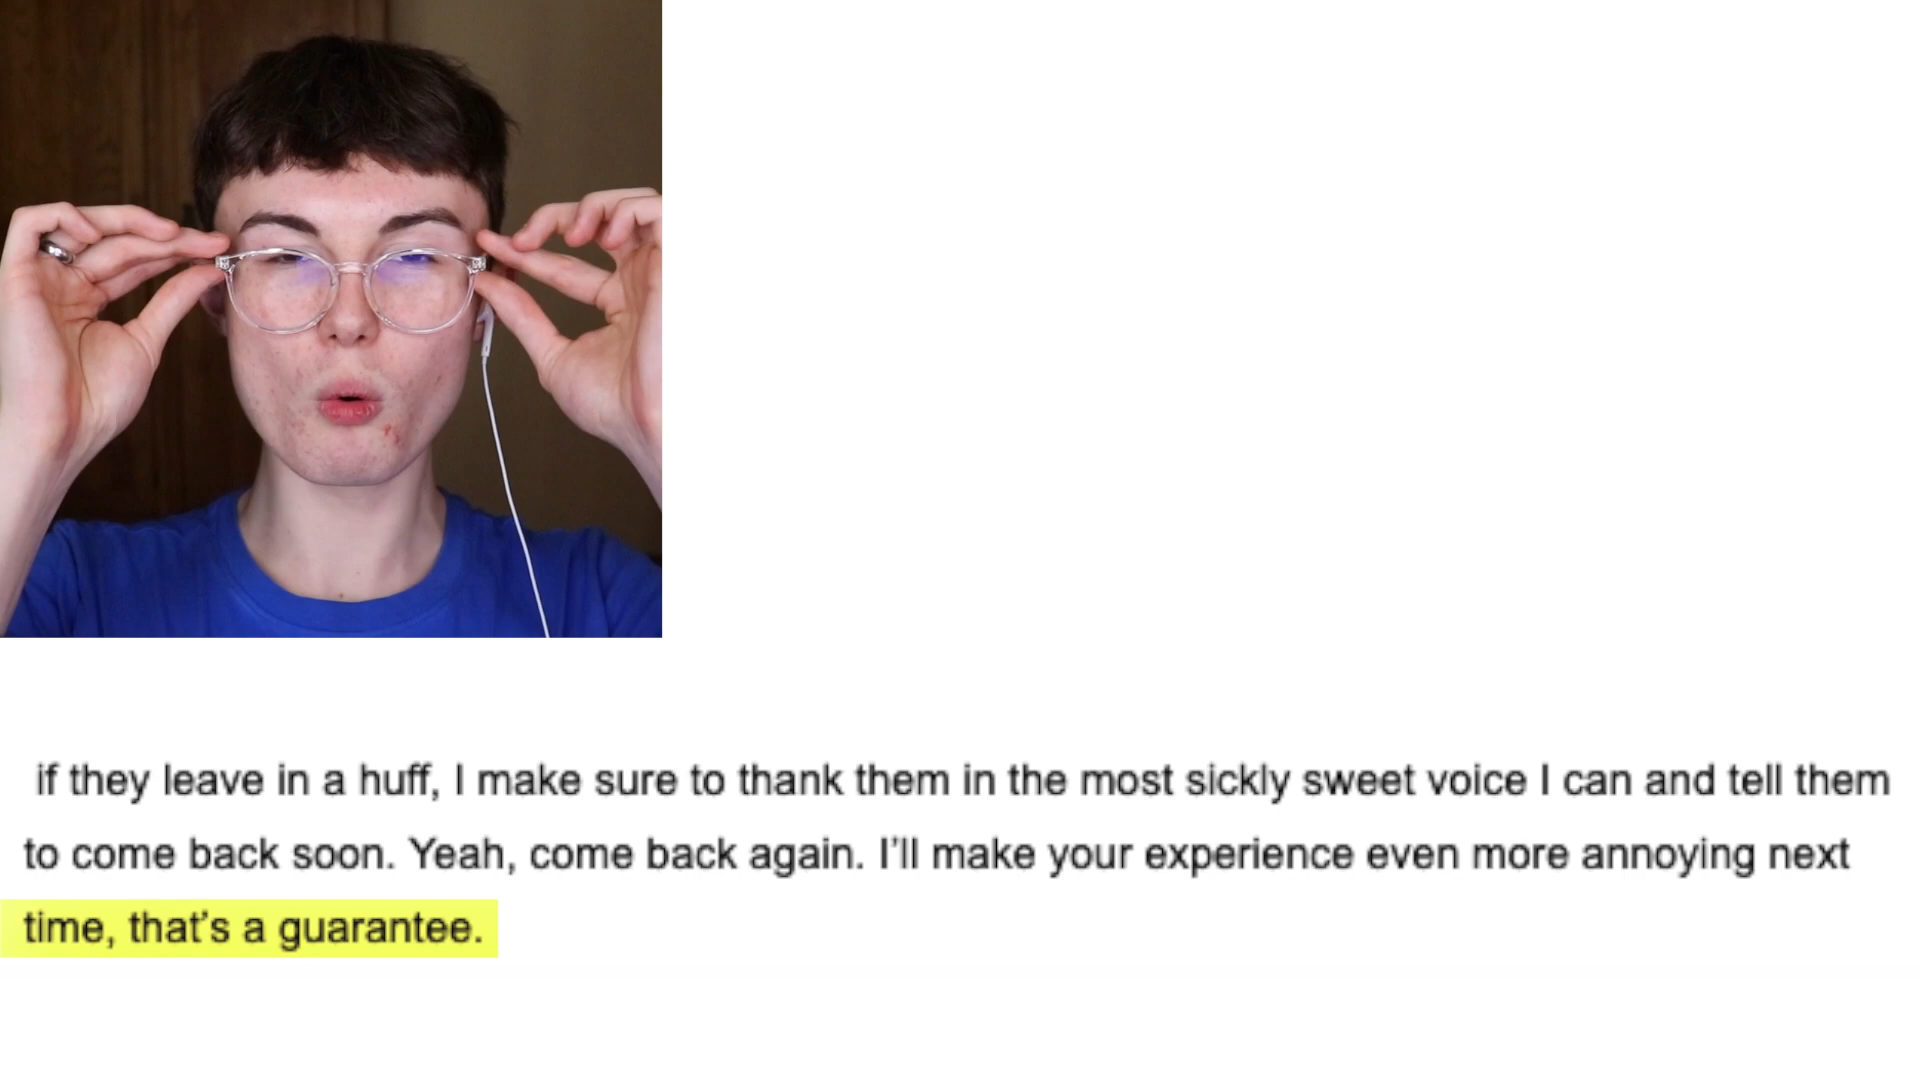 if they leave in a huff, I make sure to thank them in the most sickly sweet voice I can and tell them
to come back soon. Yeah, come back again. I'll make your experience even more annoying next
time, that's a guarantee.